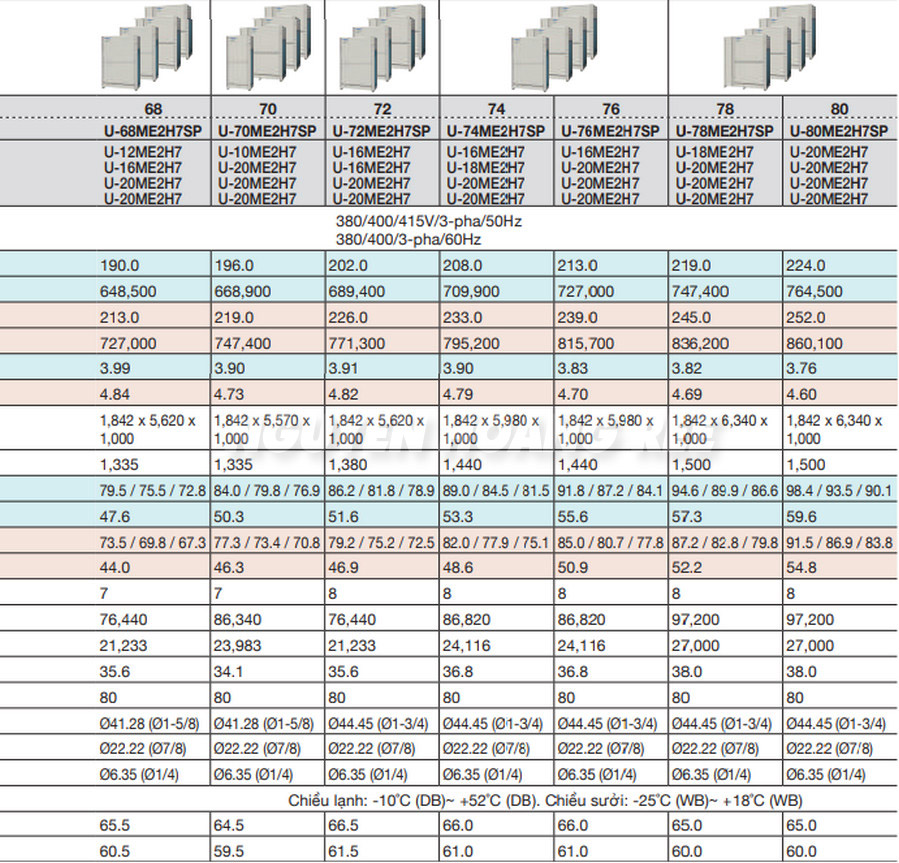 68 70 72 74 76 78 80
U-68ME2H7SP U-70ME2H7SP U-72ME2H7SP U-74ME2H7SP U-76ME2H7SP U-78ME2H7SP U-80ME2H7SP
U-12ME2H7 U-10ME2H7 U-16ME2H7 U-16ME2H7 U-16ME2H7 U-18ME2H7 U-20ME2H7
U-16ME2H7 U-20ME2H7 U-16ME2H7 U-18ME2H7 U-20ME2H7 U-20ME2H7 U-20ME2H7
U-20ME2H7 U-20ME2H7 U-20ME2H7 U-20ME2H7 U-20ME2H7 U-20ME2H7 U-20ME2H7
U-20ME2H7 U-20ME2H7 U-20ME2H7 U-20ME2H7 U-20ME2H7 U-20ME2H7 U-20ME2H7
380/400/415V/3-pha/50Hz
380/400/3-pha/60Hz
190.0 196.0 202.0 208.0 213.0 219.0 224.0
648,500 668,900 689,400 709,900 727,000 747,400 764,500
213.0 219.0 226.0 233.0 239.0 245.0 252.0
727,000 747,400 771,300 795,200 815,700 836,200 860,100
3.99 3.90 3.91 3.90 3.83 3.82 3.76
4.84 4.73 4.82 4.79 4.70 4.69 4.60
1,842 x 5,620 x 1,842 x 5,570 x 1,842 x 5,620 x 1,842 x 5,980 x 1,842 x 5,980 x 1,842 x 6,340 x 1,842 x 6,340 x
1,000 1,000 1,000 1,000 1,000 1,000 1,000
NGUYEN HOANG R.E.E
1,335 1,335 1,380 1,440 1,440 1,500 1,500
79.5 / 75.5 / 72.8 84.0 / 79.8 / 76.9 86.2 / 81.8 / 78.9 89.0 / 84.5 / 81.5 91.8 / 87.2 / 84.1 94.6 / 89.9 / 86.6 98.4 / 93.5 / 90.1
47.6 50.3 51.6 53.3 55.6 57.3 59.6
73.5 / 69.8 / 67.3 77.3 / 73.4 / 70.8 79.2 / 75.2 / 72.5 82.0 / 77.9 / 75.1 85.0 / 80.7 / 77.8 87.2 / 82.8 / 79.8 91.5 / 86.9 / 83.8
44.0 46.3 46.9 48.6 50.9 52.2 54.8
7 7 8 8 8 8 8
76,440 86,340 76,440 86,820 86,820 97,200 97,200
21,233 23,983 21,233 24,116 24,116 27,000 27,000
35.6 34.1 35.6 36.8 36.8 38.0 38.0
80 80 80 80 80 80 80
Ø41.28 (Ø1-5/8) Ø41.28 (Ø1-5/8) Ø44.45 (Ø1-3/4) Ø44.45 (Ø1-3/4) Ø44.45 (Ø1-3/4) Ø44.45 (Ø1-3/4) Ø44.45 (Ø1-3/4)
Ø22.22 (Ø7/8) Ø22.22 (Ø7/8) Ø22.22 (Ø7/8) Ø22.22 (Ø7/8) Ø22.22 (Ø7/8) Ø22.22 (Ø7/8) Ø22.22 (Ø7/8)
Ø6.35 (Ø1/4) Ø6.35 (Ø1/4) Ø6.35 (Ø1/4) Ø6.35 (Ø1/4) Ø6.35 (Ø1/4) Ø6.35 (Ø1/4) Ø6.35 (Ø1/4)
Chiều lạnh: -10°C (DB)~ +52°C (DB). Chiều sưởi: -25°C (WB)~ +18°C (WB)
65.5 64.5 66.5 66.0 66.0 65.0 65.0
60.5 59.5 61.5 61.0 61.0 60.0 60.0